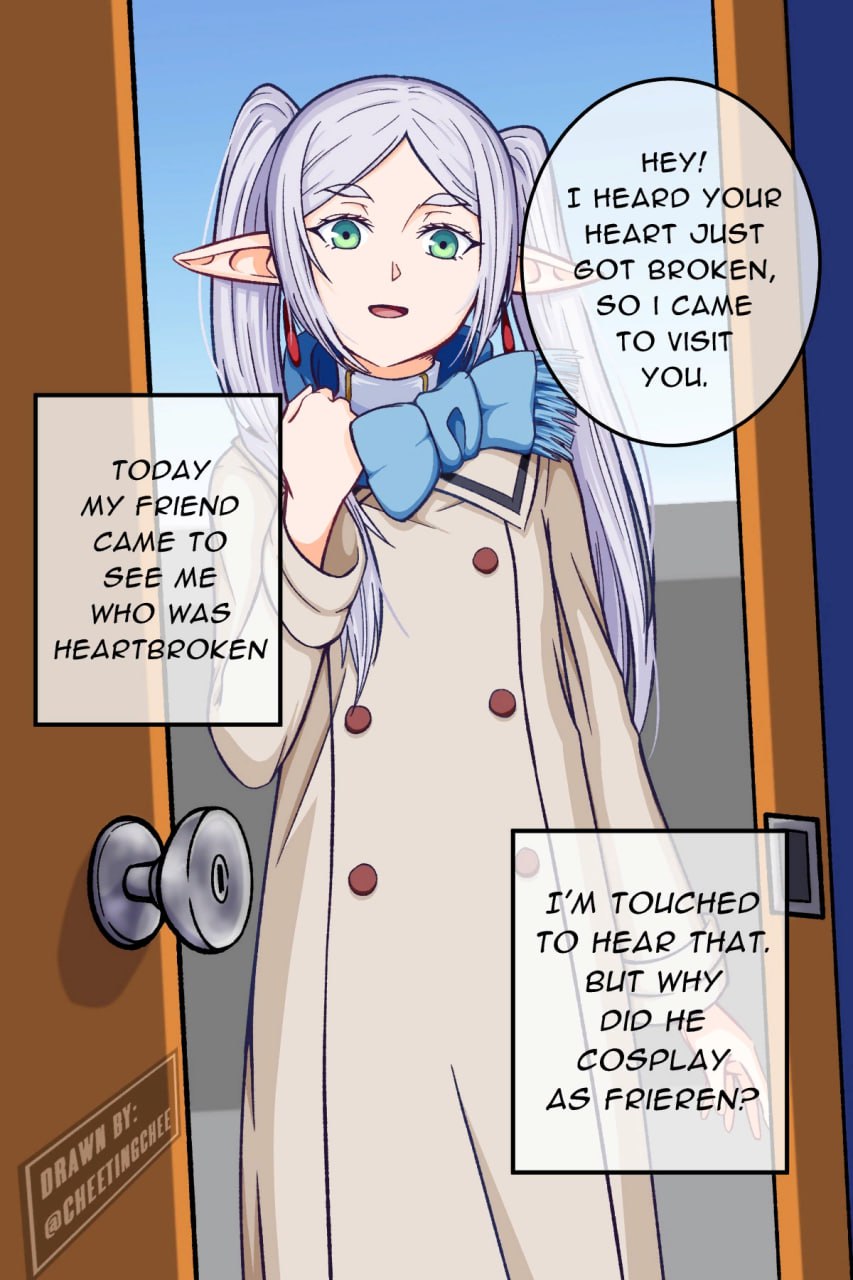 HEY!
I HEARD YOUR
HEART JUST
GOT BROKEN,
SO I CAME
TO VISIT
YOU.
TODAY
MY FRIEND
CAME TO
SEE ME
WHO WAS
HEARTBROKEN
I'M TOUCHED
TO HEAR THAT.
BUT WHY
DID HE
COSPLAY
AS FRIEREN?
DRAWN BY:
@CHEETINGCHEE